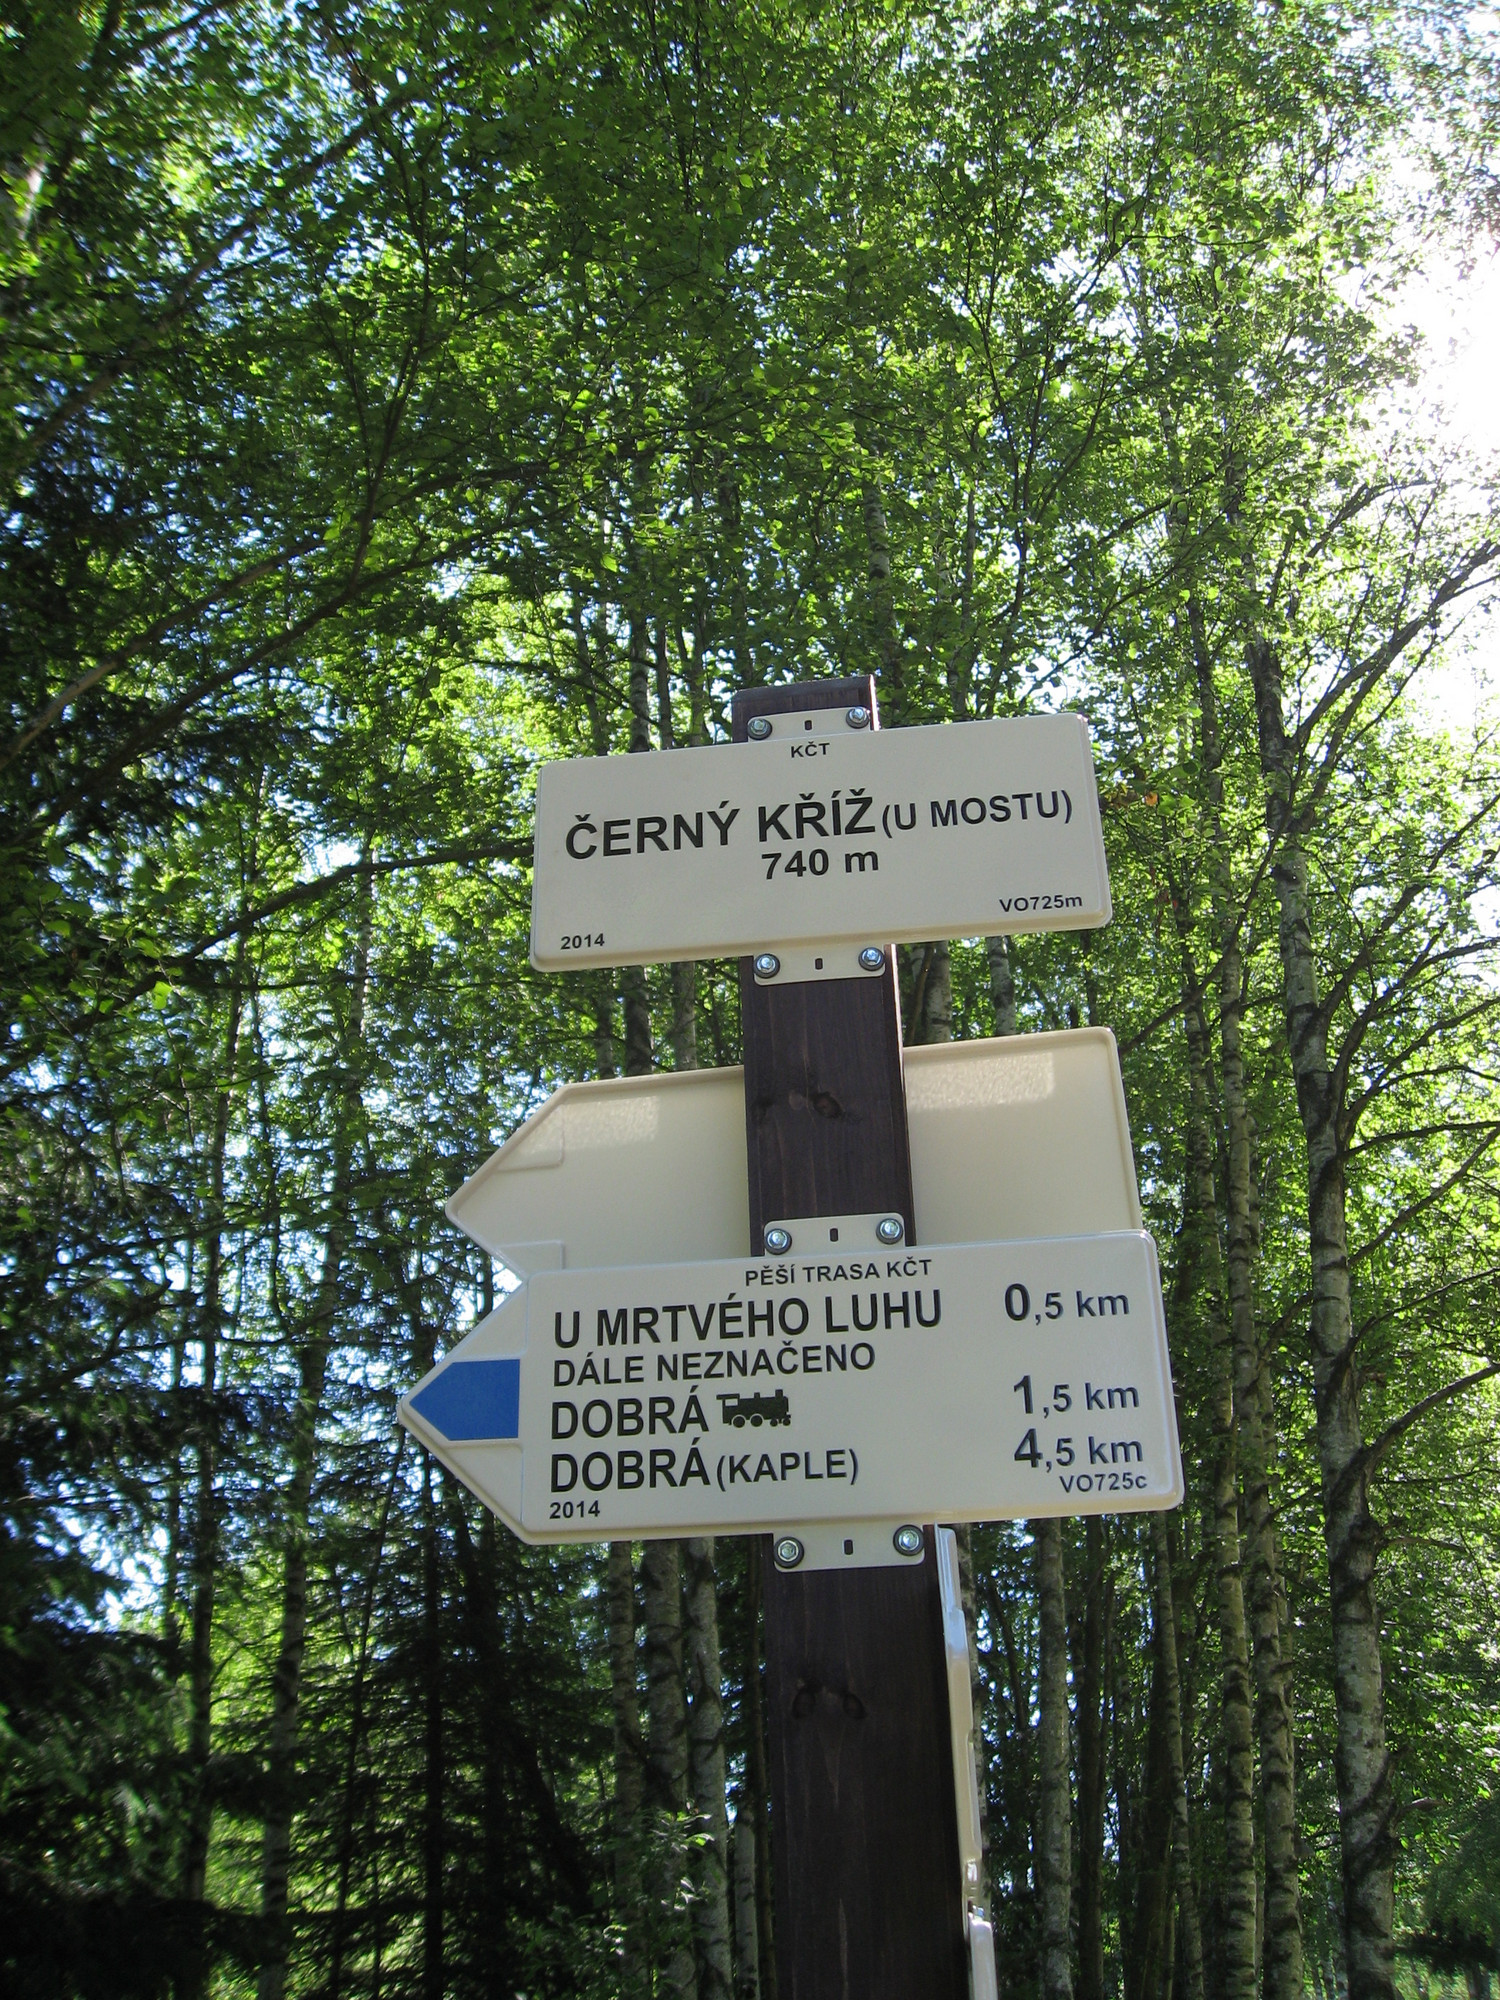 KČT
ČERNÝ KŘÍŽ (U MOSTU)
740 m
VO725m
2014
PĚŠÍ TRASA KČT
U MRTVÉHO LUHU 0,5 km
DÁLE NEZNAČENO
DOBRÁ 1,5 km
DOBRÁ (KAPLE) 4,5 km
VO725c
2014